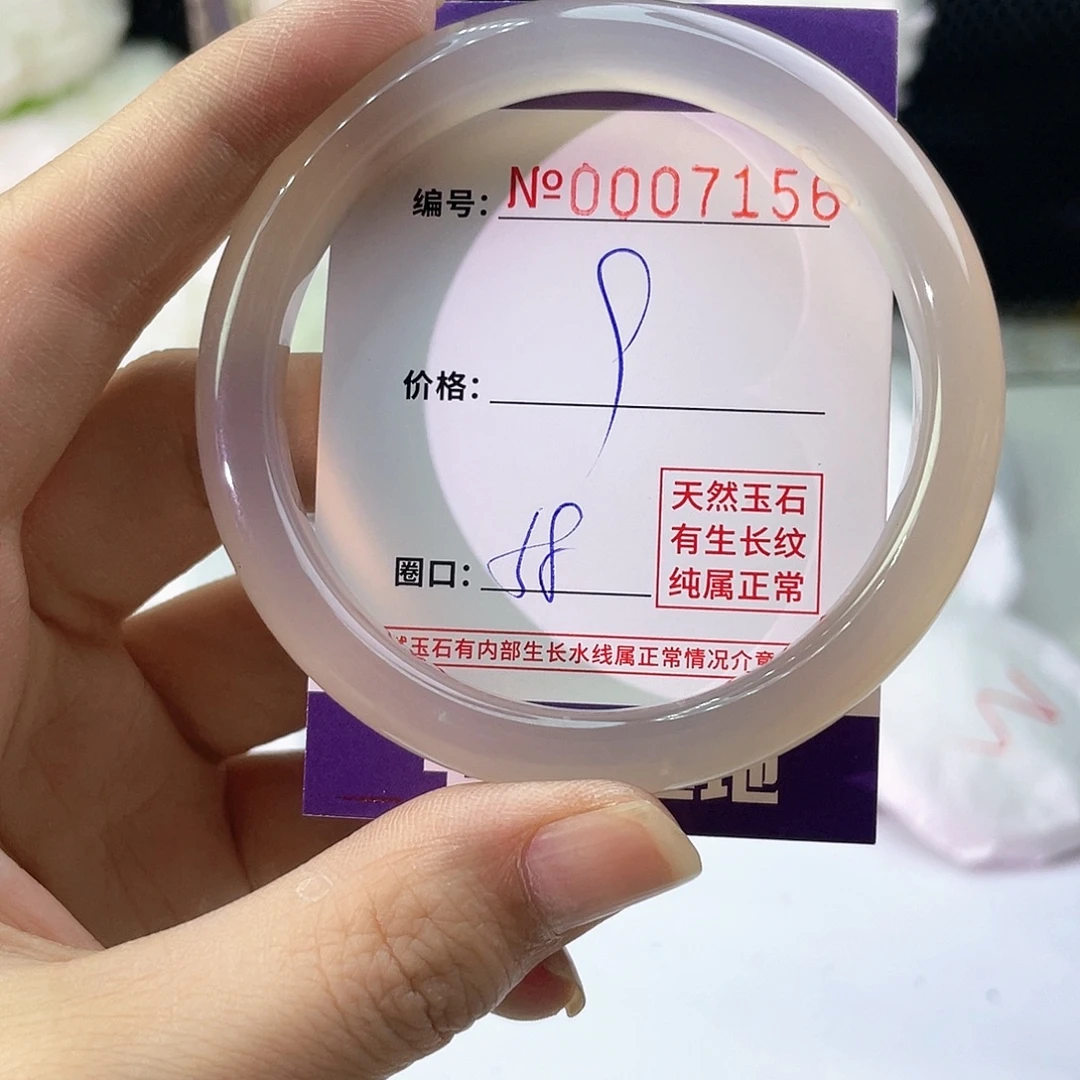 编号: №0007156
价格:
圈口: 58
天然玉石
有生长纹
纯属正常
玉石有内部生长水线属正常情况介意